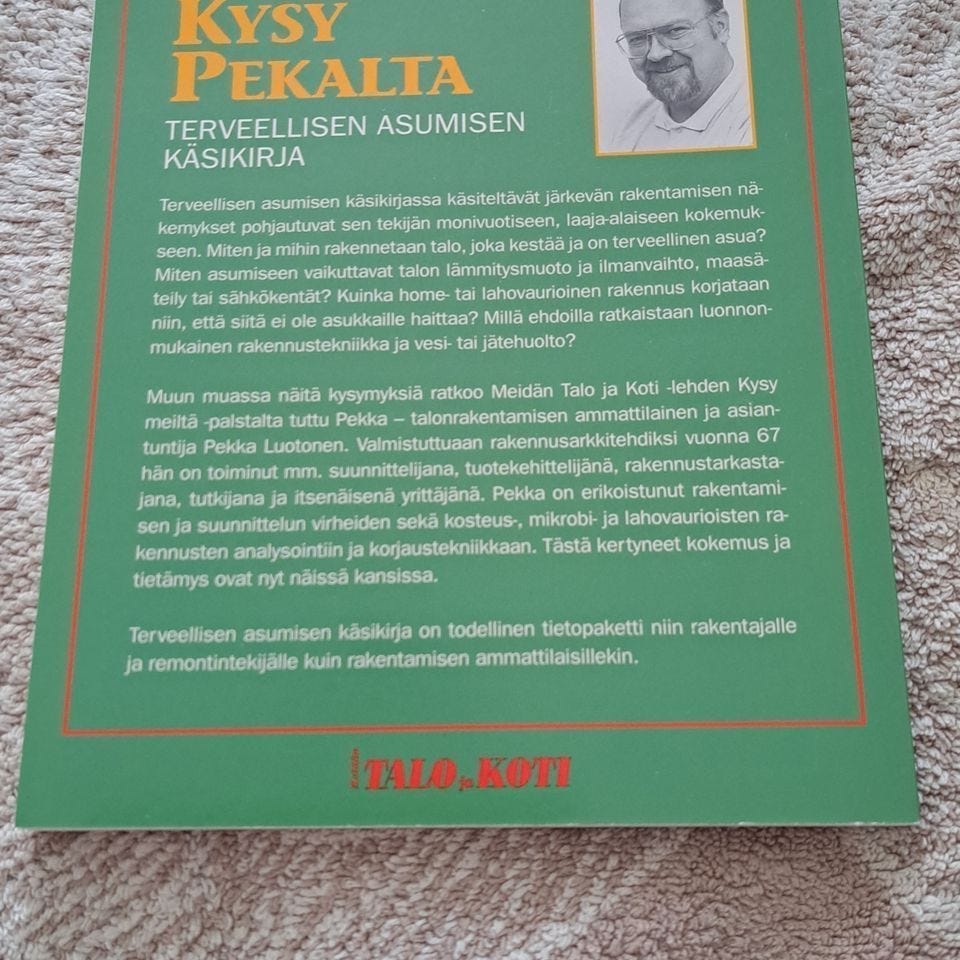 KYSY
PEKALTA
TERVEELLISEN ASUMISEN
KÄSIKIRJA
Terveellisen asumisen käsikirjassa käsiteltävät järkevän rakentamisen nä-
kemykset pohjautuvat sen tekijän monivuotiseen, laaja-alaiseen kokemuk-
seen. Miten ja mihin rakennetaan talo, joka kestää ja on terveellinen asua?
Miten asumiseen vaikuttavat talon lämmitysmuoto ja ilmanvaihto, maasä-
teily tai sähkökentät? Kuinka home- tai lahovaurioinen rakennus korjataan
niin, että siitä ei ole asukkaille haittaa? Millä ehdoilla ratkaistaan luonnon-
mukainen rakennustekniikka ja vesi- tai jätehuolto?
Muun muassa näitä kysymyksiä ratkoo Meidän Talo ja Koti -lehden Kysy
meiltä -palstalta tuttu Pekka – talonrakentamisen ammattilainen ja asian-
tuntija Pekka Luotonen. Valmistuttuaan rakennusarkkitehdiksi vuonna 67
hän on toiminut mm. suunnittelijana, tuotekehittelijänä, rakennustarkasta-
jana, tutkijana ja itsenäisenä yrittäjänä. Pekka on erikoistunut rakentami-
sen ja suunnittelun virheiden sekä kosteus-, mikrobi- ja lahovaurioisten ra-
kennusten analysointiin ja korjaustekniikkaan. Tästä kertyneet kokemus ja
tietämys ovat nyt näissä kansissa.
Terveellisen asumisen käsikirja on todellinen tietopaketti niin rakentajalle
ja remontintekijälle kuin rakentamisen ammattilaisillekin.
Meidän TALO ja KOTI